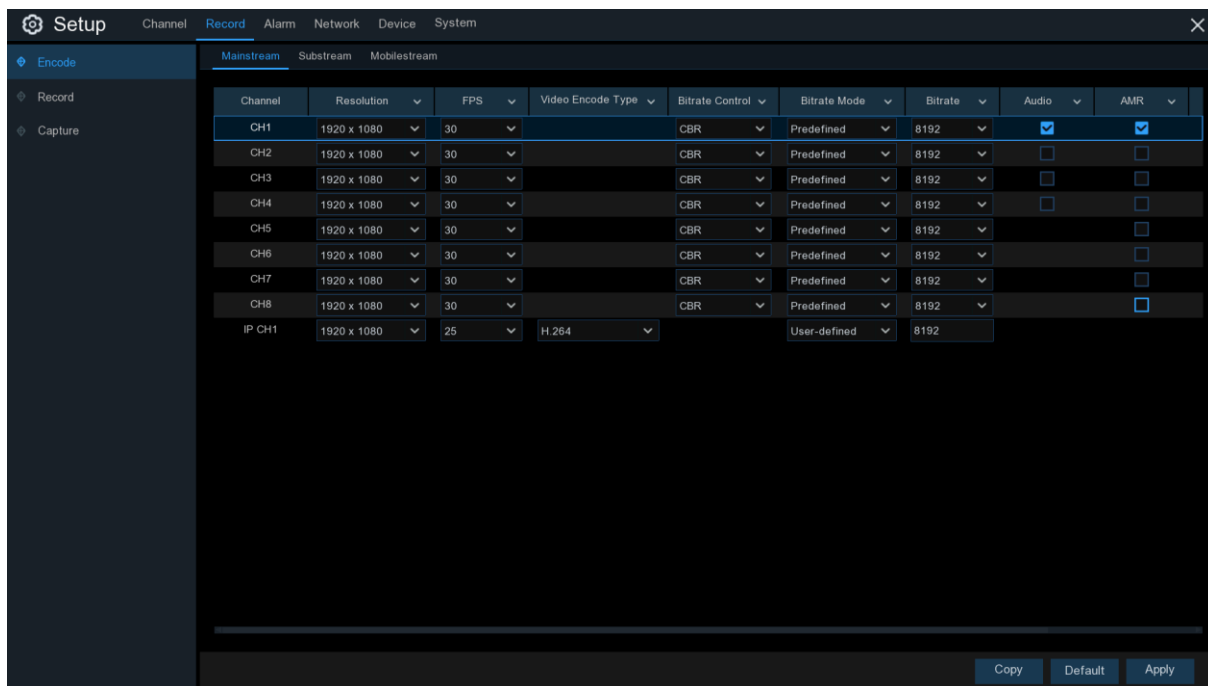 Setup Channel Record Alarm Network Device System
Encode
Record
Capture
Mainstream Substream Mobilestream
Channel Resolution FPS Video Encode Type Bitrate Control Bitrate Mode Bitrate Audio AMR
CH1 1920 x 1080 30 CBR Predefined 8192
CH2 1920 x 1080 30 CBR Predefined 8192
CH3 1920 x 1080 30 CBR Predefined 8192
CH4 1920 x 1080 30 CBR Predefined 8192
CH5 1920 x 1080 30 CBR Predefined 8192
CH6 1920 x 1080 30 CBR Predefined 8192
CH7 1920 x 1080 30 CBR Predefined 8192
CH8 1920 x 1080 30 CBR Predefined 8192
IP CH1 1920 x 1080 25 H.264 User-defined 8192
Copy Default Apply